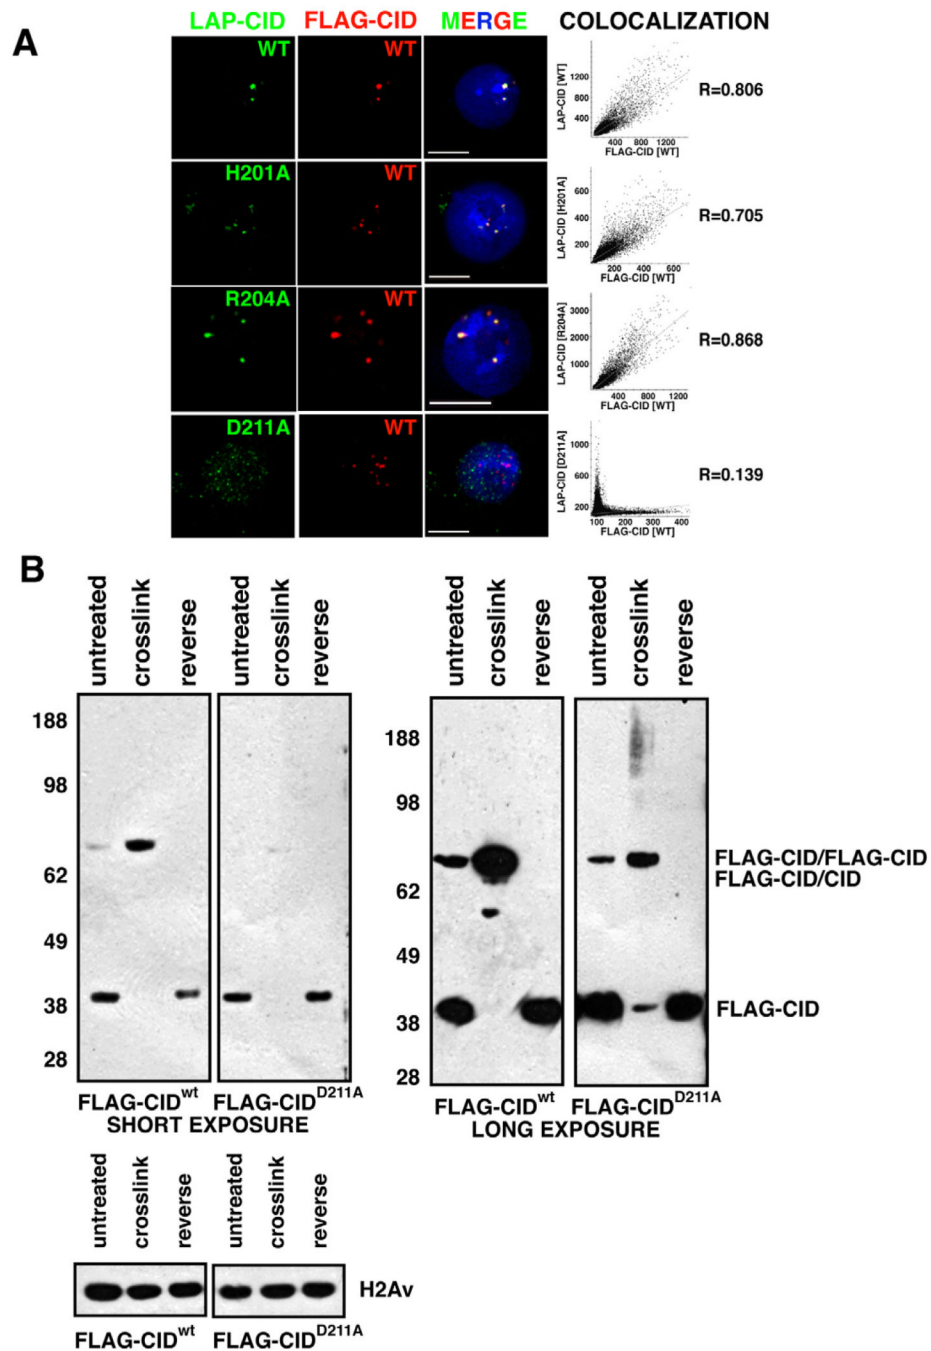 A
LAP-CID FLAG-CID MERGE COLOCALIZATION
WT WT
LAP-CID [WT]
1200
800
400
400 800 1200
FLAG-CID [WT]
R=0.806
H201A WT
LAP-CID [H201A]
600
400
200
200 400 600
FLAG-CID [WT]
R=0.705
R204A WT
LAP-CID [R204A]
3000
2000
1000
400 800 1200
FLAG-CID [WT]
R=0.868
D211A WT
LAP-CID [D211A]
1000
600
200
100 200 300 400
FLAG-CID [WT]
R=0.139
B
untreated crosslink reverse untreated crosslink reverse
188
98
62
49
38
28
FLAG-CIDwt FLAG-CIDD211A
SHORT EXPOSURE
untreated crosslink reverse untreated crosslink reverse
188
98
62
49
38
28
FLAG-CID/FLAG-CID
FLAG-CID/CID
FLAG-CID
FLAG-CIDwt FLAG-CIDD211A
LONG EXPOSURE
untreated crosslink reverse untreated crosslink reverse
H2Av
FLAG-CIDwt FLAG-CIDD211A